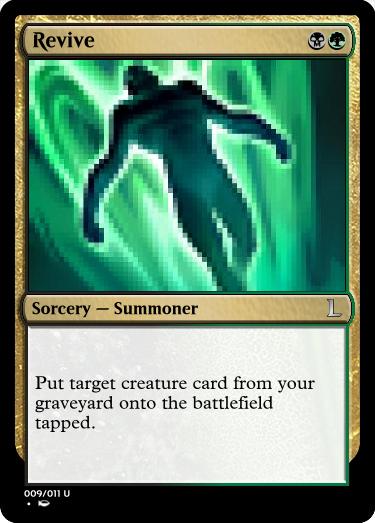 Revive
Sorcery — Summoner
L
Put target creature card from your
graveyard onto the battlefield
tapped.
009/011 U